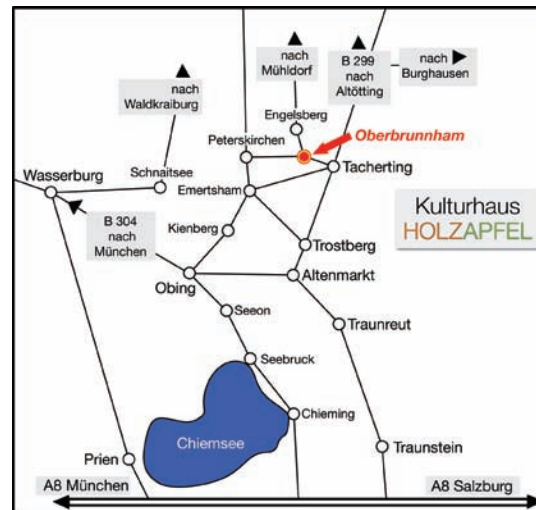 nach
Mühldorf
B 299
nach
Altötting
nach
Burghausen
nach
Waldkraiburg
Engelsberg
Oberbrunnham
Peterskirchen
Tacherting
Schnaitsee
Wasserburg
Emertsham
Kulturhaus
HOLZAPFEL
B 304
nach
München
Kienberg
Trostberg
Obing
Altenmarkt
Seeon
Traunreut
Seebruck
Chieming
Chiemsee
Traunstein
Prien
A8 München
A8 Salzburg